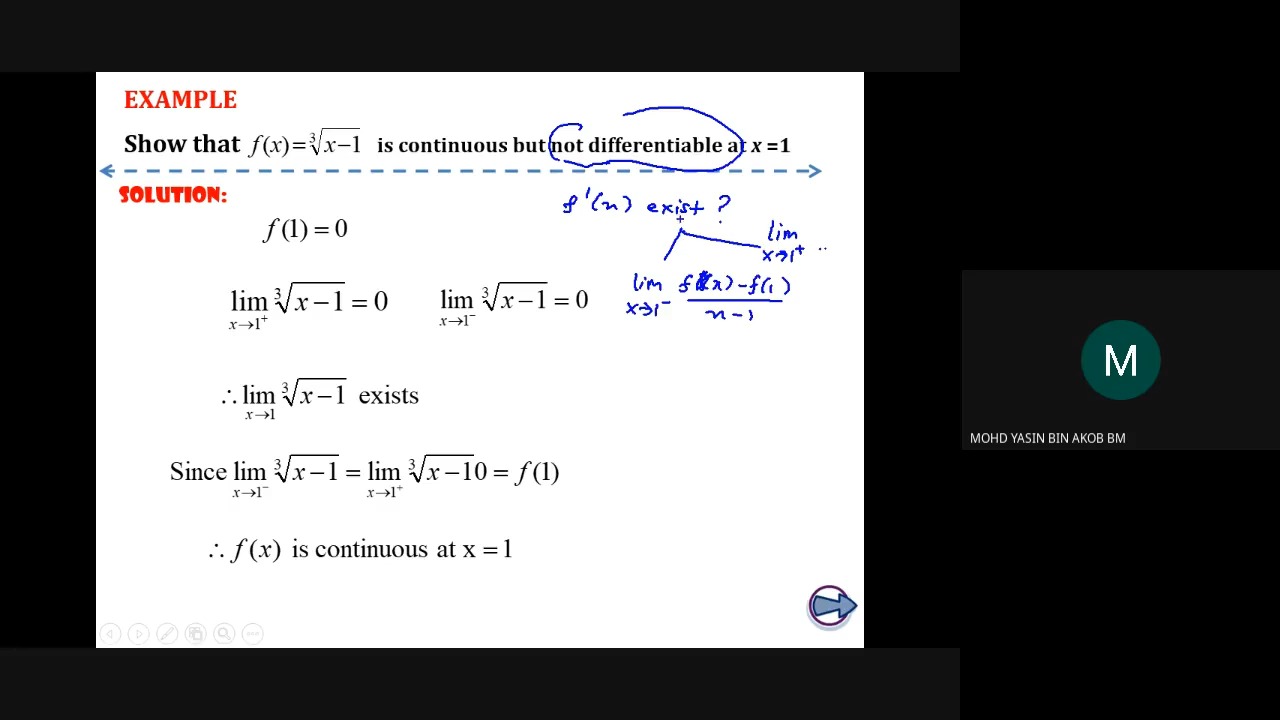 EXAMPLE
Show that f(x)=∛(x−1) is continuous but not differentiable at x =1
SOLUTION:
f'(x) exist ?
f(1) = 0
lim x→1⁺ ..
lim x→1⁺ ∛(x−1) = 0 lim x→1⁻ ∛(x−1) = 0
lim x→1⁻ (f(x) − f(1))/(x − 1)
∴ lim x→1 ∛(x−1) exists
Since lim x→1⁻ ∛(x−1) = lim x→1⁺ ∛(x−1)0 = f(1)
∴ f(x) is continuous at x = 1
M
MOHD YASIN BIN AKOB BM